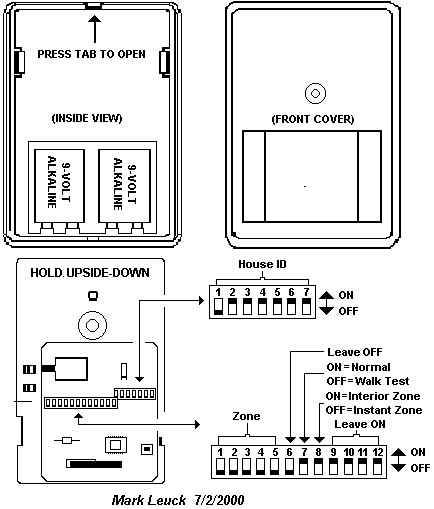 PRESS TAB TO OPEN
(INSIDE VIEW)
9-VOLT
ALKALINE
9-VOLT
ALKALINE
(FRONT COVER)
HOLD UPSIDE-DOWN
House ID
1 2 3 4 5 6 7
ON
OFF
Leave OFF
ON=Normal
OFF=Walk Test
ON=Interior Zone
OFF=Instant Zone
Zone
Leave ON
1 2 3 4 5 6 7 8 9 10 11 12
ON
OFF
Mark Leuck 7/2/2000